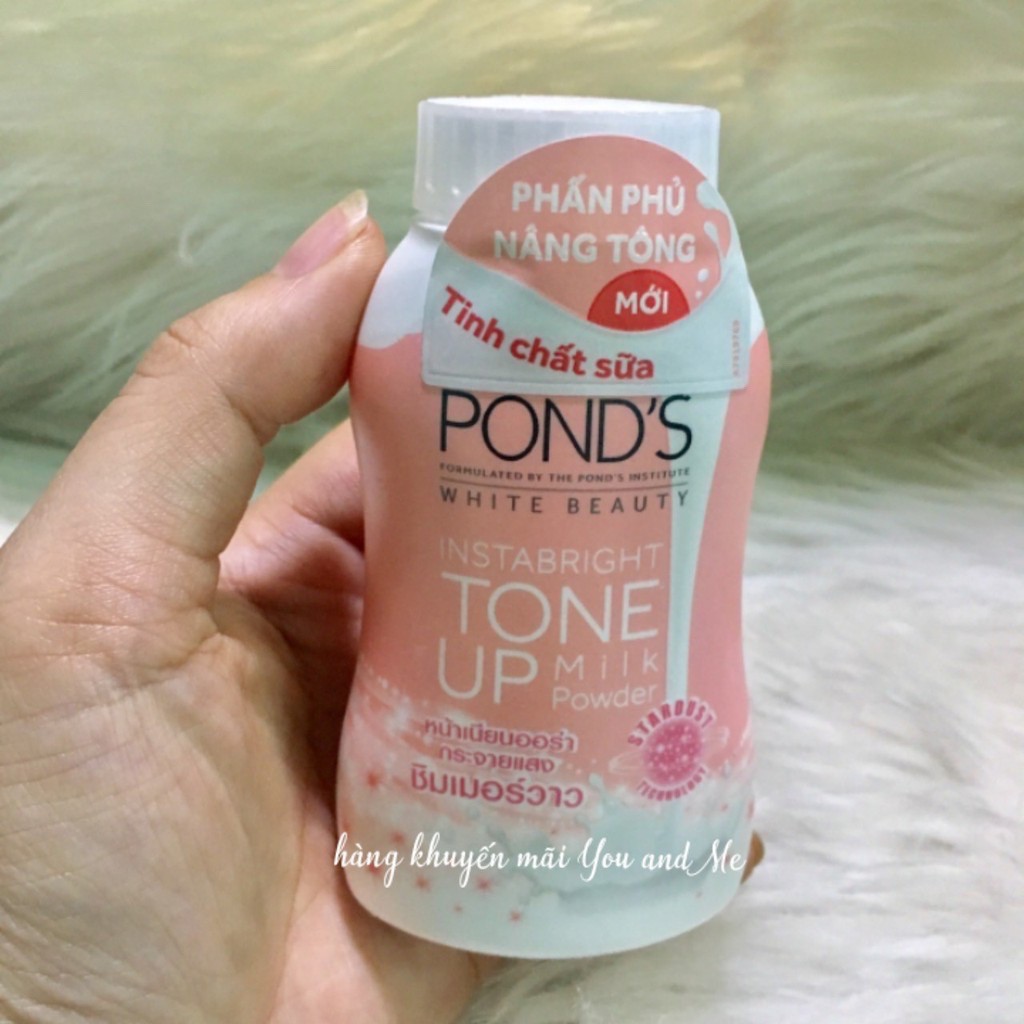 PHẤN PHỦ
NÂNG TÔNG
MỚI
Tinh chất sữa
POND'S
FORMULATED BY THE POND'S INSTITUTE
WHITE BEAUTY
INSTABRIGHT
TONE
UP Milk
Powder
หน้าเนียนออร่า
กระจายแสง
ชิมเมอร์วาว
STARDUST
TECHNOLOGY
hàng khuyến mãi You and Me